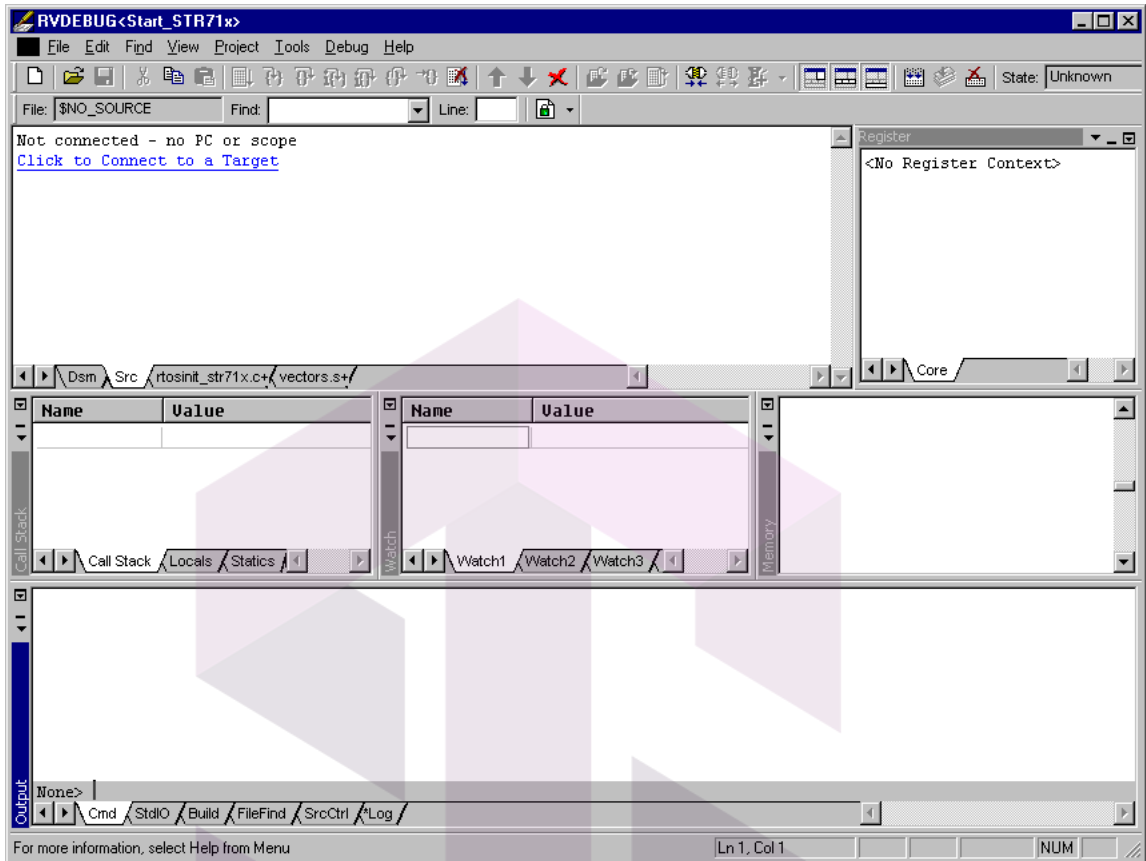 RVDEBUG<Start_STR71x>
File Edit Find View Project Tools Debug Help
State: Unknown
File: $NO_SOURCE Find: Line:
Not connected - no PC or scope
Click to Connect to a Target
Register
<No Register Context>
Dsm Src rtosinit_str71x.c+ vectors.s+
Core
Name Value
Name Value
Call Stack
Watch
Memory
Call Stack Locals Statics
Watch1 Watch2 Watch3
Output
None>
Cmd StdIO Build FileFind SrcCtrl *Log
For more information, select Help from Menu
Ln 1, Col 1
NUM